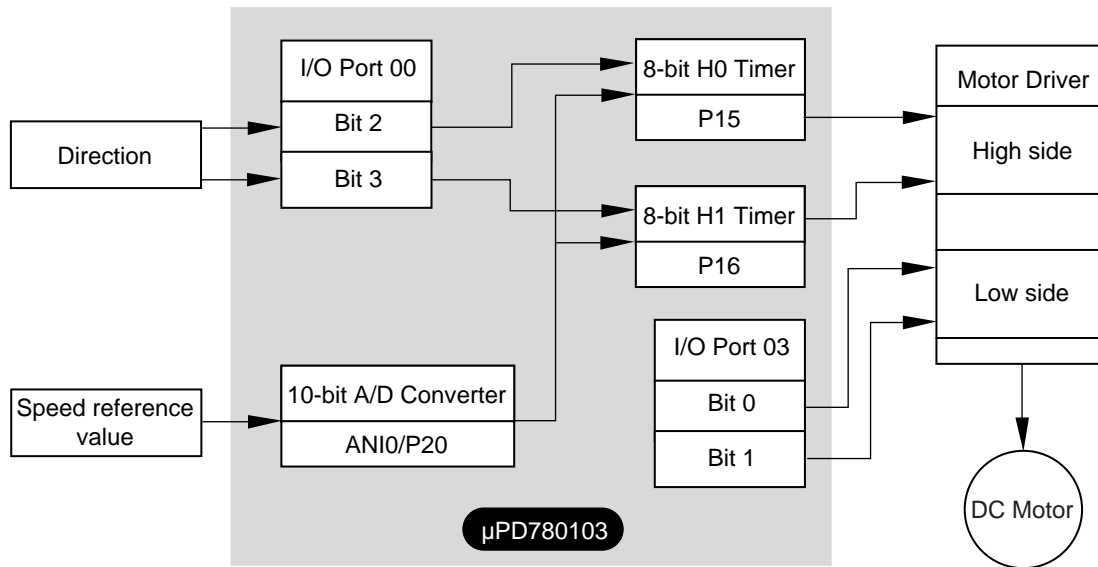 Direction
Speed reference
value
I/O Port 00
Bit 2
Bit 3
10-bit A/D Converter
ANI0/P20
8-bit H0 Timer
P15
8-bit H1 Timer
P16
I/O Port 03
Bit 0
Bit 1
µPD780103
Motor Driver
High side
Low side
DC Motor